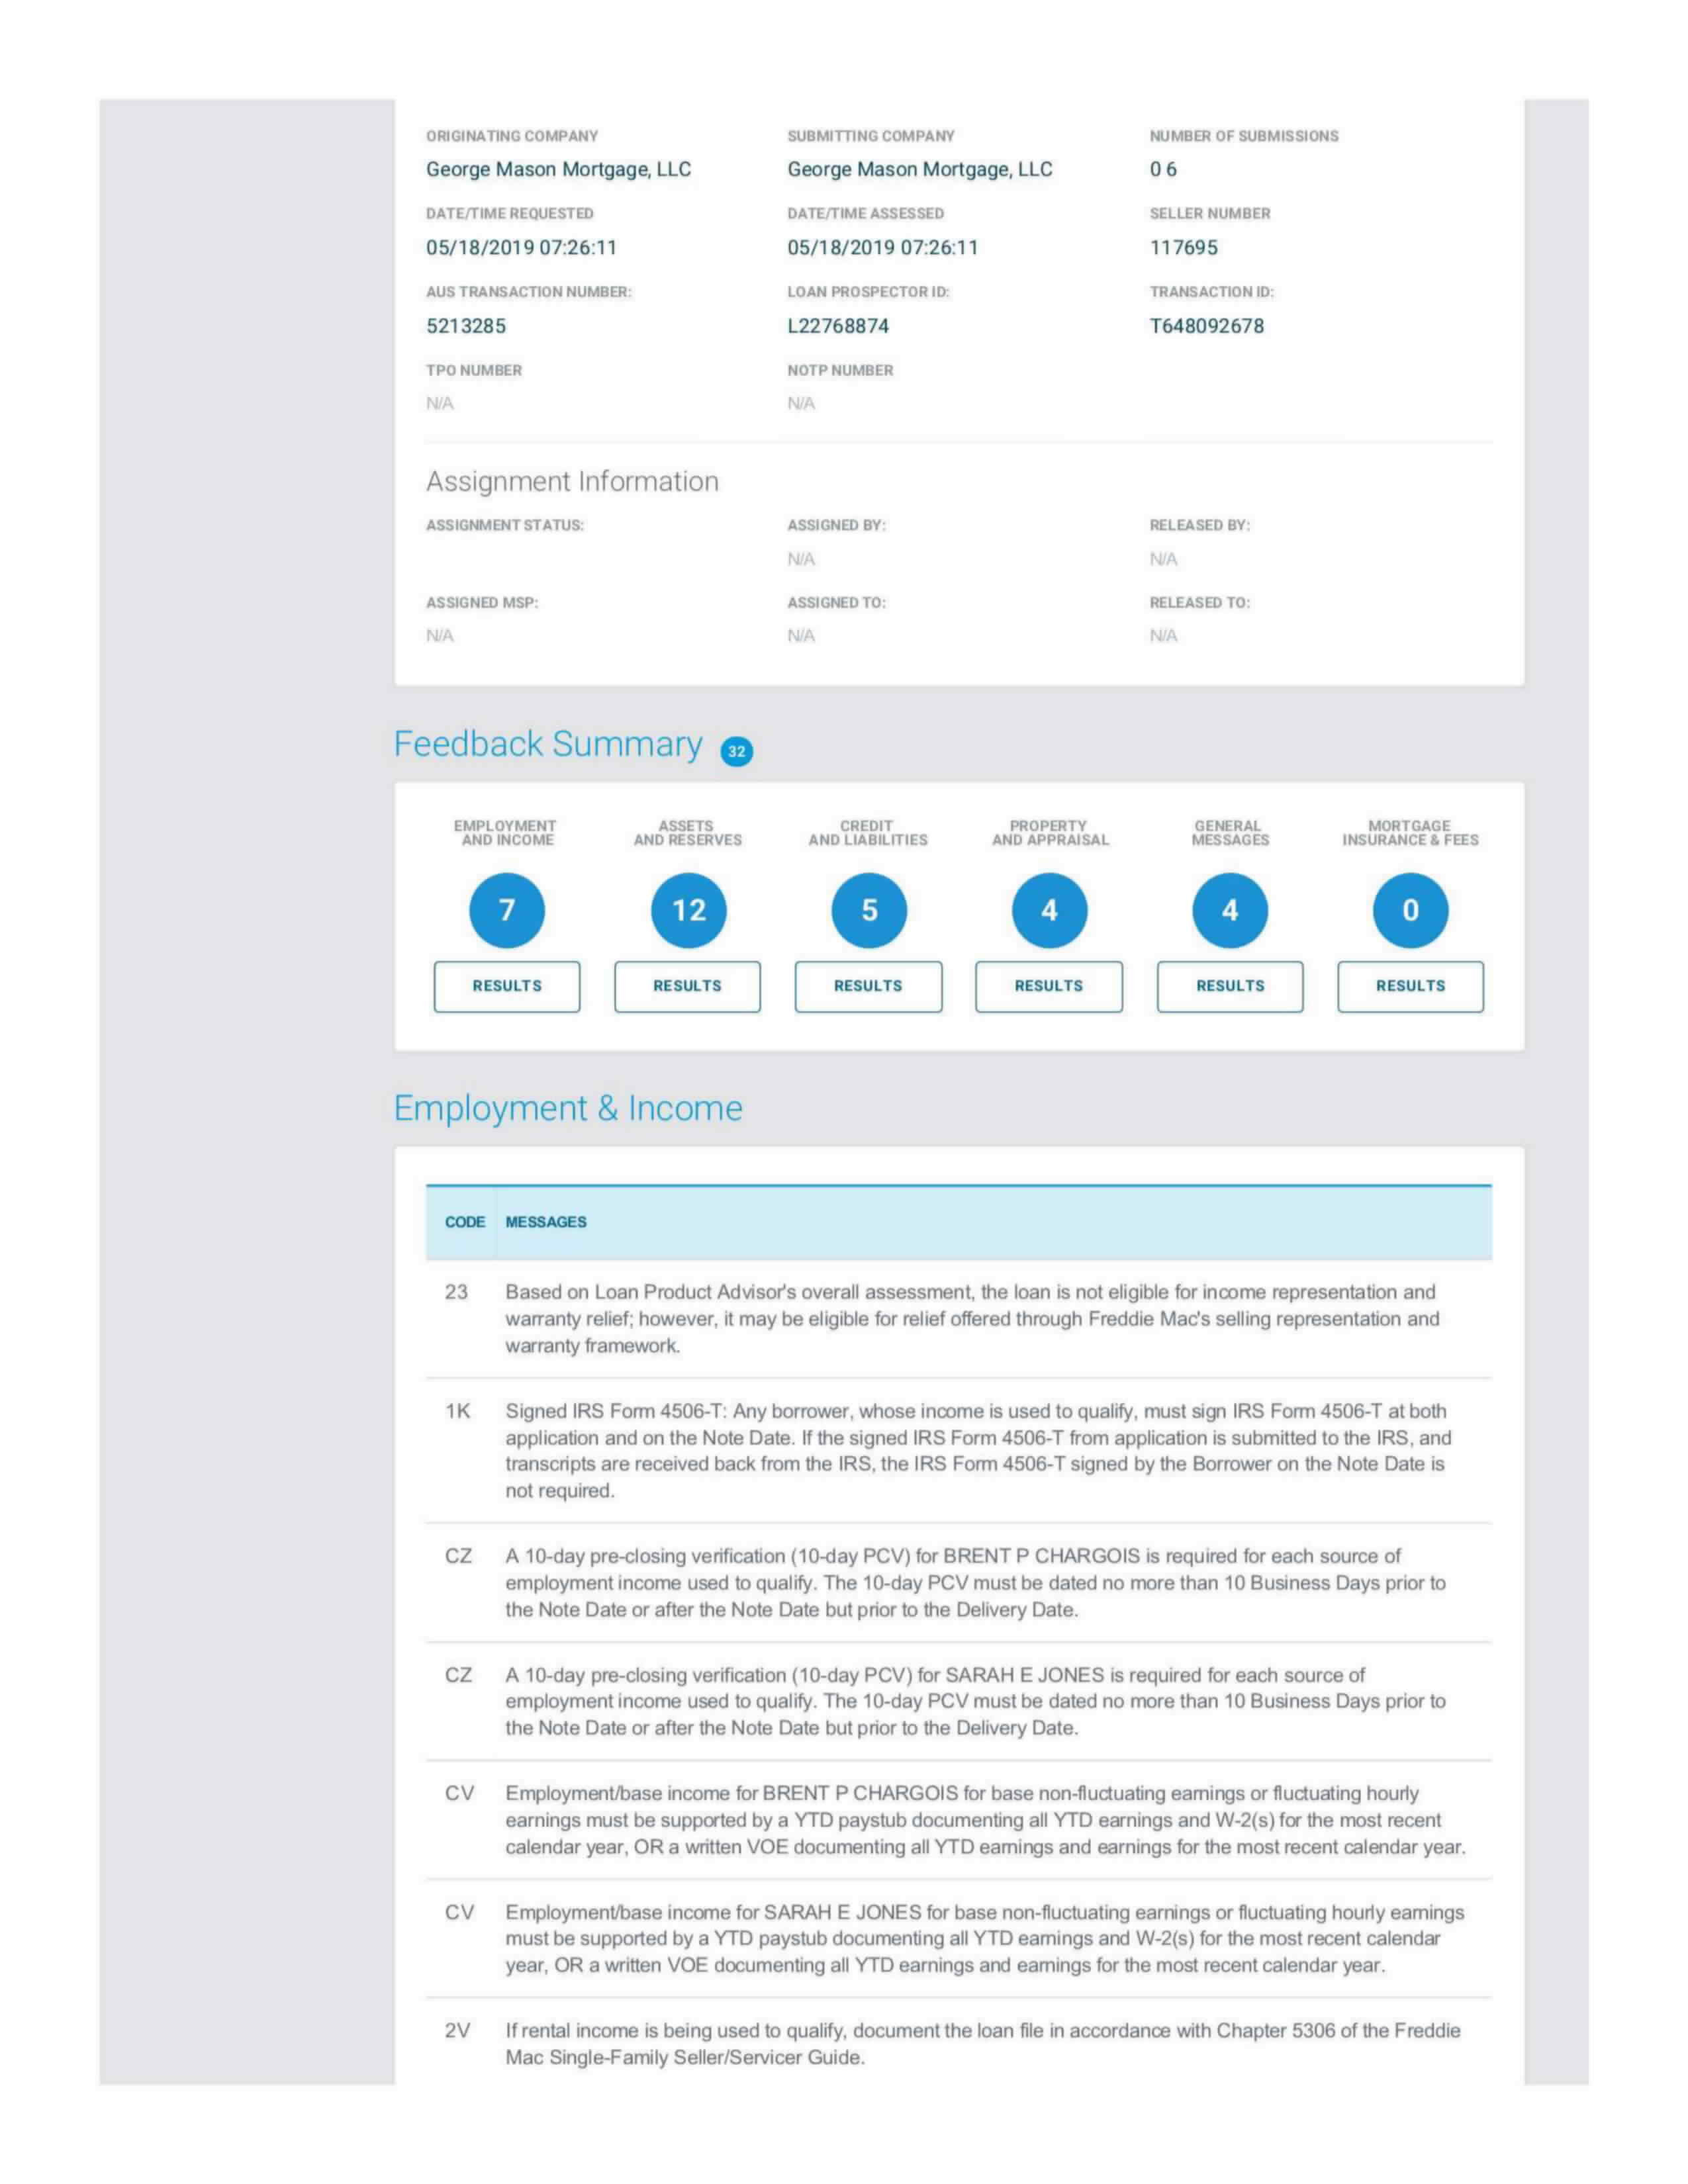 ORIGINATING COMPANY SUBMITTING COMPANY NUMBER OF SUBMISSIONS
George Mason Mortgage, LLC George Mason Mortgage, LLC 0 6
DATE/TIME REQUESTED DATE/TIME ASSESSED SELLER NUMBER
05/18/2019 07:26:11 05/18/2019 07:26:11 117695
AUS TRANSACTION NUMBER: LOAN PROSPECTOR ID: TRANSACTION ID:
5213285 L22768874 T648092678
TPO NUMBER NOTP NUMBER
N/A N/A
Assignment Information
ASSIGNMENT STATUS: ASSIGNED BY: RELEASED BY:
N/A N/A
ASSIGNED MSP: ASSIGNED TO: RELEASED TO:
N/A N/A N/A
Feedback Summary 32
EMPLOYMENT ASSETS CREDIT PROPERTY GENERAL MORTGAGE
AND INCOME AND RESERVES AND LIABILITIES AND APPRAISAL MESSAGES INSURANCE & FEES
7 12 5 4 4 0
RESULTS RESULTS RESULTS RESULTS RESULTS RESULTS
Employment & Income
CODE MESSAGES
23 Based on Loan Product Advisor's overall assessment, the loan is not eligible for income representation and
warranty relief; however, it may be eligible for relief offered through Freddie Mac's selling representation and
warranty framework.
1K Signed IRS Form 4506-T: Any borrower, whose income is used to qualify, must sign IRS Form 4506-T at both
application and on the Note Date. If the signed IRS Form 4506-T from application is submitted to the IRS, and
transcripts are received back from the IRS, the IRS Form 4506-T signed by the Borrower on the Note Date is
not required.
CZ A 10-day pre-closing verification (10-day PCV) for BRENT P CHARGOIS is required for each source of
employment income used to qualify. The 10-day PCV must be dated no more than 10 Business Days prior to
the Note Date or after the Note Date but prior to the Delivery Date.
CZ A 10-day pre-closing verification (10-day PCV) for SARAH E JONES is required for each source of
employment income used to qualify. The 10-day PCV must be dated no more than 10 Business Days prior to
the Note Date or after the Note Date but prior to the Delivery Date.
CV Employment/base income for BRENT P CHARGOIS for base non-fluctuating earnings or fluctuating hourly
earnings must be supported by a YTD paystub documenting all YTD earnings and W-2(s) for the most recent
calendar year, OR a written VOE documenting all YTD earnings and earnings for the most recent calendar year.
CV Employment/base income for SARAH E JONES for base non-fluctuating earnings or fluctuating hourly earnings
must be supported by a YTD paystub documenting all YTD earnings and W-2(s) for the most recent calendar
year, OR a written VOE documenting all YTD earnings and earnings for the most recent calendar year.
2V If rental income is being used to qualify, document the loan file in accordance with Chapter 5306 of the Freddie
Mac Single-Family Seller/Servicer Guide.